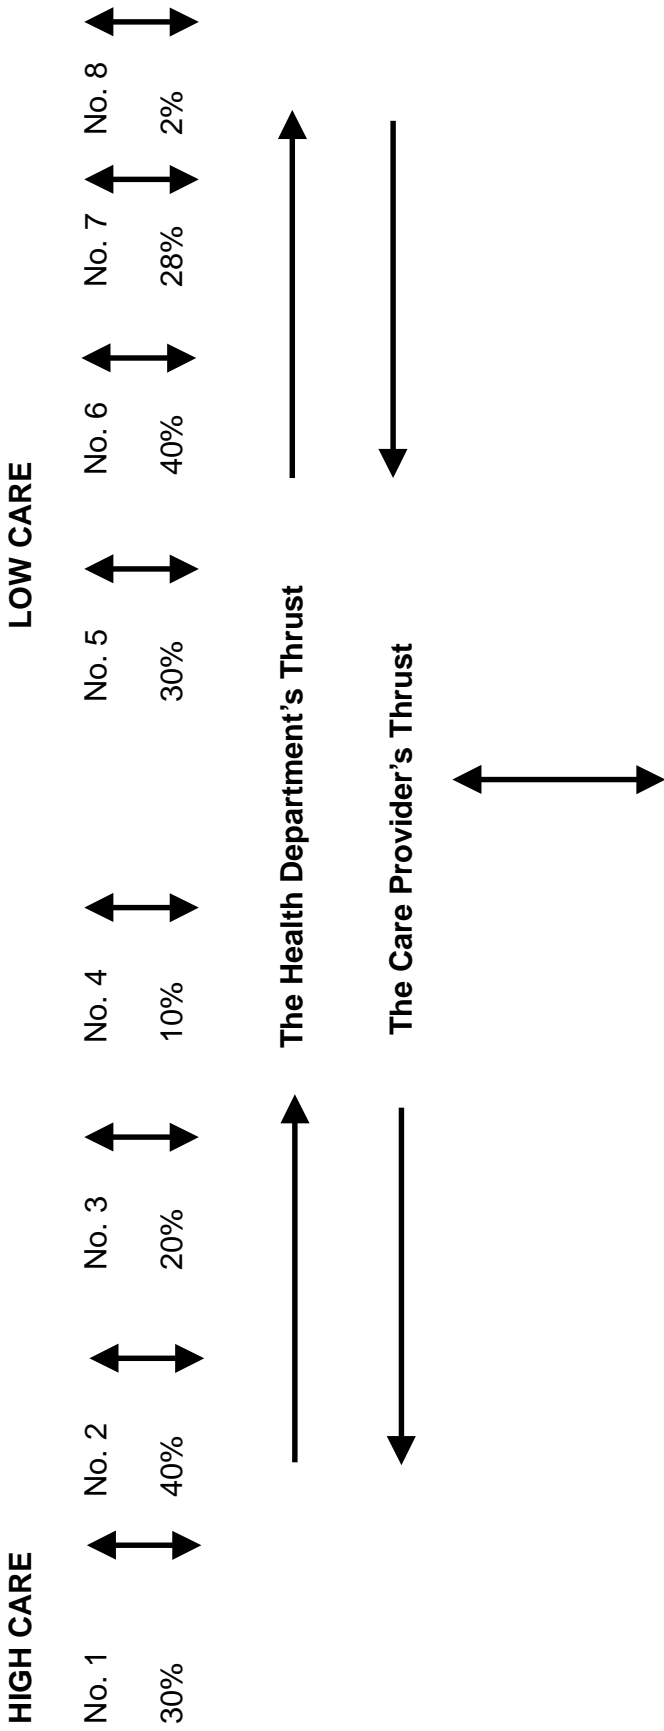 HIGH CARE LOW CARE
No. 1 No. 2 No. 3 No. 4 No. 5 No. 6 No. 7 No. 8
30% 40% 20% 10% 30% 40% 28% 2%
The Health Department’s Thrust
The Care Provider’s Thrust